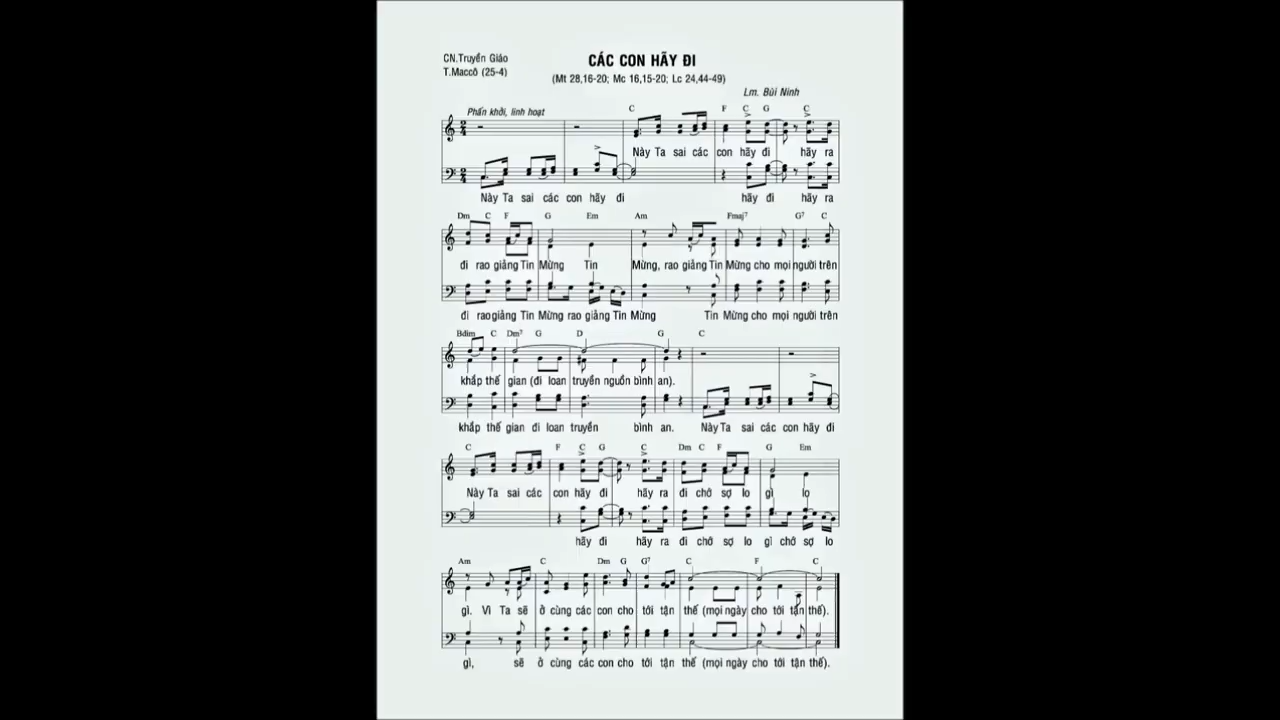 CN.Truyền Giáo
T.Maccô (25-4)
CÁC CON HÃY ĐI
(Mt 28,16-20; Mc 16,15-20; Lc 24,44-49)
Lm. Bùi Ninh
Phấn khởi, linh hoạt
C F C G C
Này Ta sai các con hãy đi hãy ra
Này Ta sai các con hãy đi hãy đi hãy ra
Dm C F G Em Am Fmaj7 G7 C
đi rao giảng Tin Mừng Tin Mừng, rao giảng Tin Mừng cho mọi người trên
đi rao giảng Tin Mừng rao giảng Tin Mừng Tin Mừng cho mọi người trên
Bdim C Dm7 G D G C
khắp thế gian (đi loan truyền nguồn bình an).
khắp thế gian đi loan truyền bình an. Này Ta sai các con hãy đi
C F C G C Dm C F G Em
Này Ta sai các con hãy đi hãy ra đi chớ sợ lo gì lo
hãy đi hãy ra đi chớ sợ lo gì chớ sợ lo
Am C Dm G G7 C F C
gì. Vì Ta sẽ ở cùng các con cho tới tận thế (mọi ngày cho tới tận thế).
gì, sẽ ở cùng các con cho tới tận thế (mọi ngày cho tới tận thế).